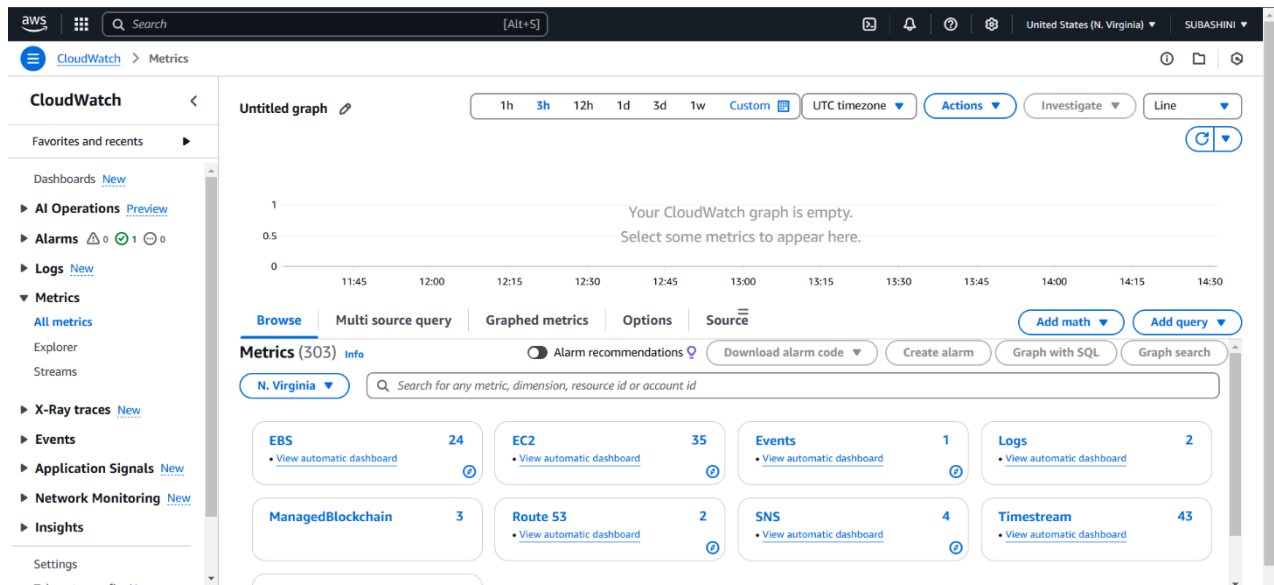 aws Search [Alt+S] United States (N. Virginia) SUBASHINI
CloudWatch > Metrics
CloudWatch
Favorites and recents
Dashboards New
AI Operations Preview
Alarms 0 1 0
Logs New
Metrics
All metrics
Explorer
Streams
X-Ray traces New
Events
Application Signals New
Network Monitoring New
Insights
Settings
Untitled graph 1h 3h 12h 1d 3d 1w Custom UTC timezone Actions Investigate Line
Your CloudWatch graph is empty.
Select some metrics to appear here.
1
0.5
0
11:45 12:00 12:15 12:30 12:45 13:00 13:15 13:30 13:45 14:00 14:15 14:30
Browse Multi source query Graphed metrics Options Source Add math Add query
Metrics (303) Info Alarm recommendations Download alarm code Create alarm Graph with SQL Graph search
N. Virginia Search for any metric, dimension, resource id or account id
EBS 24
• View automatic dashboard
EC2 35
• View automatic dashboard
Events 1
• View automatic dashboard
Logs 2
• View automatic dashboard
ManagedBlockchain 3
Route 53 2
• View automatic dashboard
SNS 4
• View automatic dashboard
Timestream 43
• View automatic dashboard